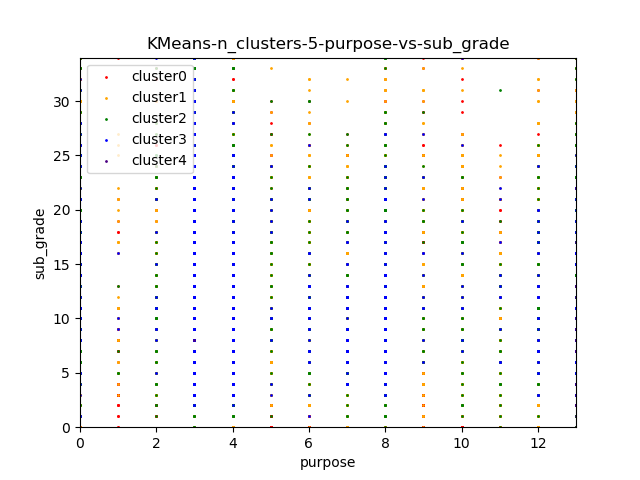 KMeans-n_clusters-5-purpose-vs-sub_grade
cluster0
cluster1
cluster2
cluster3
cluster4
30
25
20
15
10
5
0
sub_grade
0 2 4 6 8 10 12
purpose